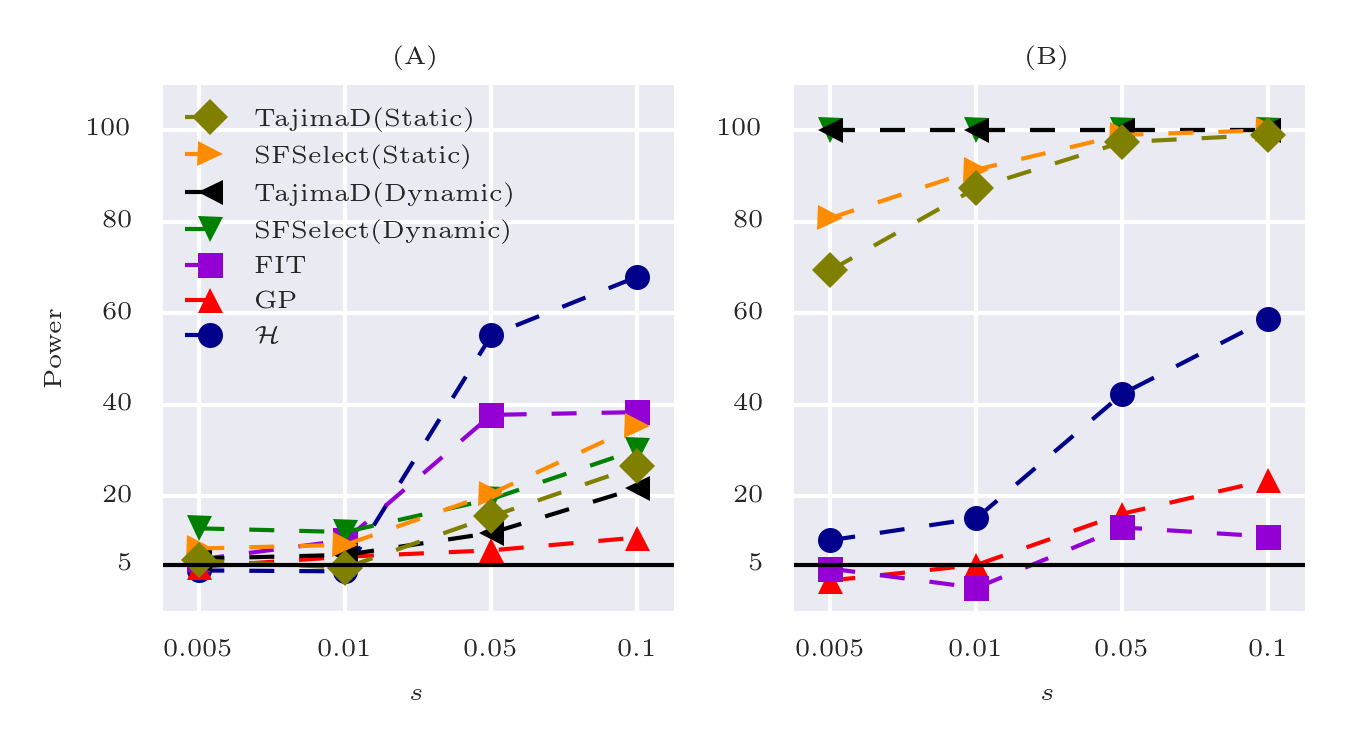 (A)
Power
100
80
60
40
20
5
TajimaD(Static)
SFSelect(Static)
TajimaD(Dynamic)
SFSelect(Dynamic)
FIT
GP
ℋ
0.005 0.01 0.05 0.1
s
(B)
100
80
60
40
20
5
0.005 0.01 0.05 0.1
s